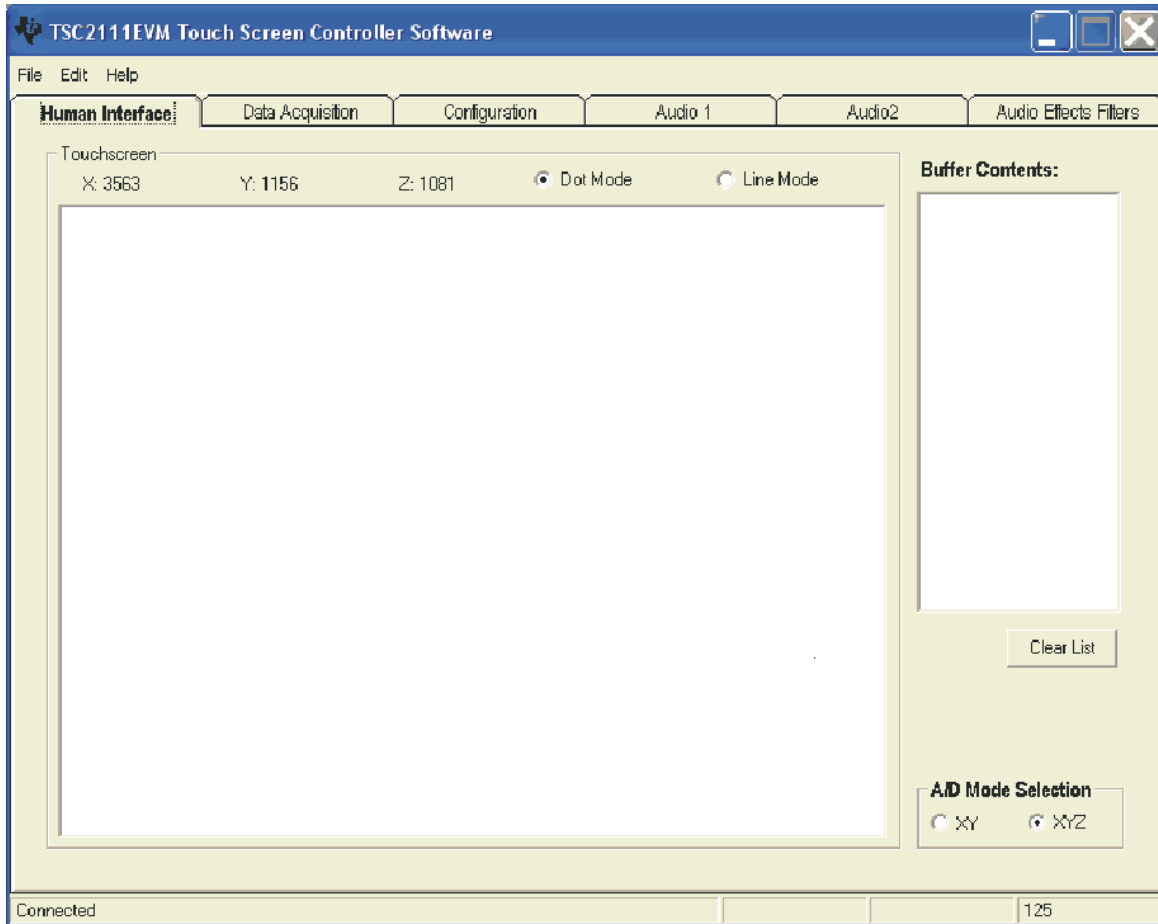 TSC2111EVM Touch Screen Controller Software
File Edit Help
Human Interface Data Acquisition Configuration Audio 1 Audio2 Audio Effects Filters
Touchscreen
X: 3563 Y: 1156 Z: 1081 Dot Mode Line Mode
Buffer Contents:
Clear List
A/D Mode Selection
XY XYZ
Connected 125